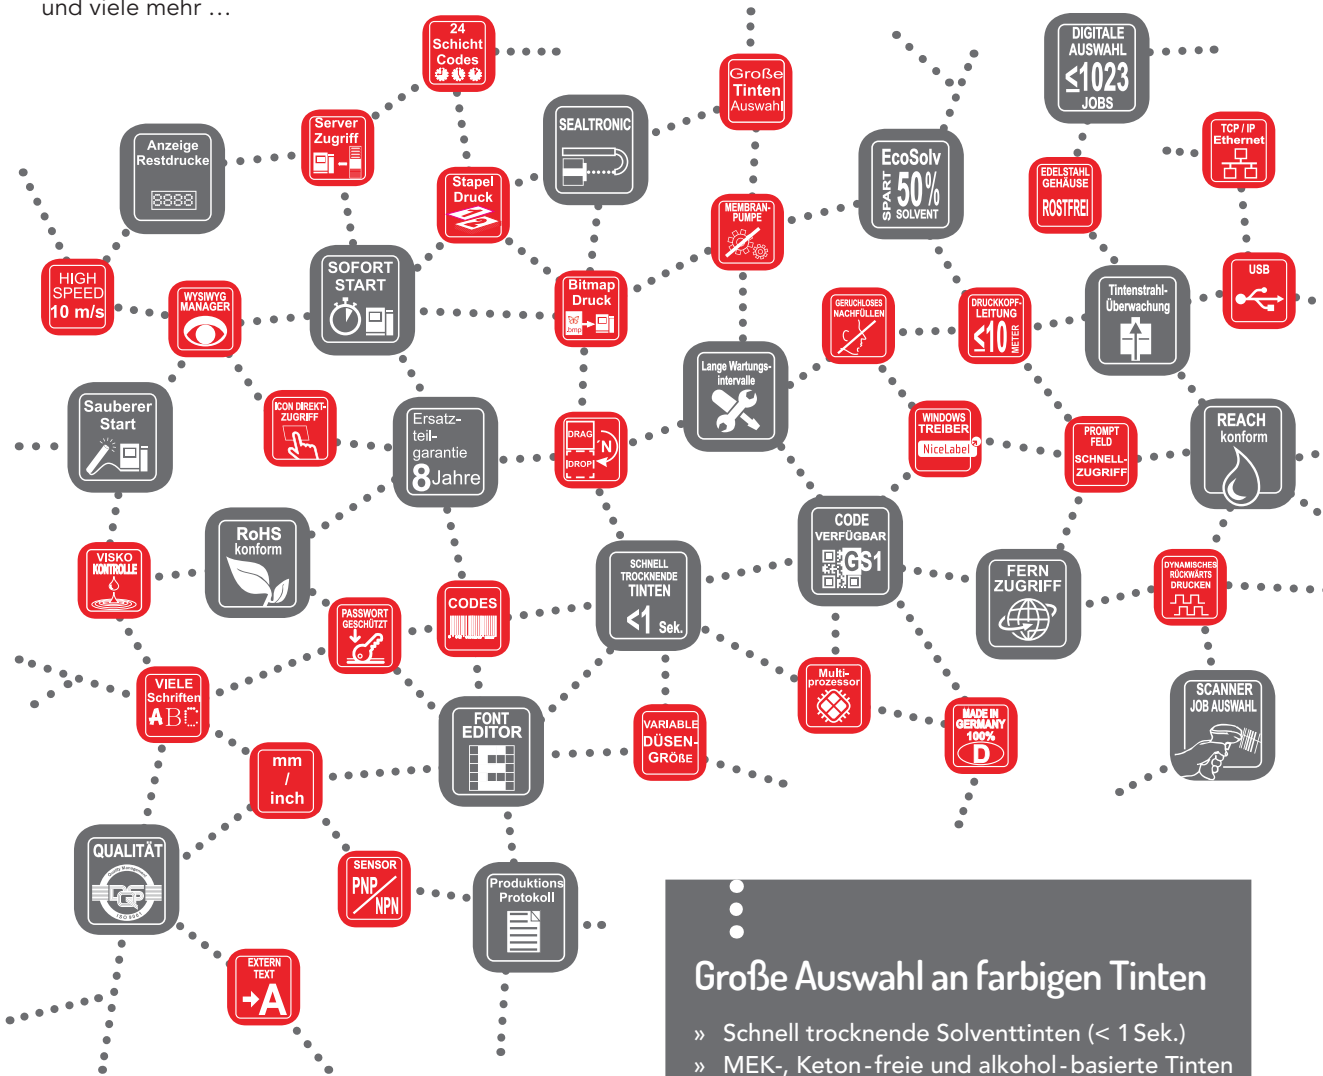 und viele mehr …
24
Schicht
Codes
DIGITALE
AUSWAHL
≤1023
JOBS
Große
Tinten
Auswahl
Server
Zugriff
SEALTRONIC
TCP / IP
Ethernet
Anzeige
Restdrucke
8888
EcoSolv
SPART
50%
SOLVENT
EDELSTAHL
GEHÄUSE
ROSTFREI
Stapel
Druck
MEMBRAN-
PUMPE
HIGH
SPEED
10 m/s
WYSIWYG
MANAGER
SOFORT
START
Bitmap
Druck
.bmp
GERUCHLOSES
NACHFÜLLEN
DRUCKKOPF-
LEITUNG
≤10
METER
Tintenstrahl-
Überwachung
USB
Lange Wartungs-
intervalle
Sauberer
Start
ICON DIREKT-
ZUGRIFF
Ersatz-
teil-
garantie
8 Jahre
DRAG
'N
DROP
WINDOWS
TREIBER
NiceLabel
PROMPT
FELD
SCHNELL-
ZUGRIFF
REACH
konform
VISKO
KONTROLLE
RoHS
konform
SCHNELL
TROCKNENDE
TINTEN
<1 Sek.
CODE
VERFÜGBAR
GS1
FERN
ZUGRIFF
DYNAMISCHES
RÜCKWÄRTS
DRUCKEN
PASSWORT
GESCHÜTZT
CODES
VIELE
Schriften
ABC
Multi-
prozessor
SCANNER
JOB AUSWAHL
FONT
EDITOR
E
VARIABLE
DÜSEN-
GRÖßE
MADE IN
GERMANY
100%
D
mm
/
inch
QUALITÄT
Quality Management
DQS
ISO 9001
SENSOR
PNP
NPN
Produktions
Protokoll
EXTERN
TEXT
A
Große Auswahl an farbigen Tinten
» Schnell trocknende Solventtinten (< 1 Sek.)
» MEK-, Keton-freie und alkohol-basierte Tinten